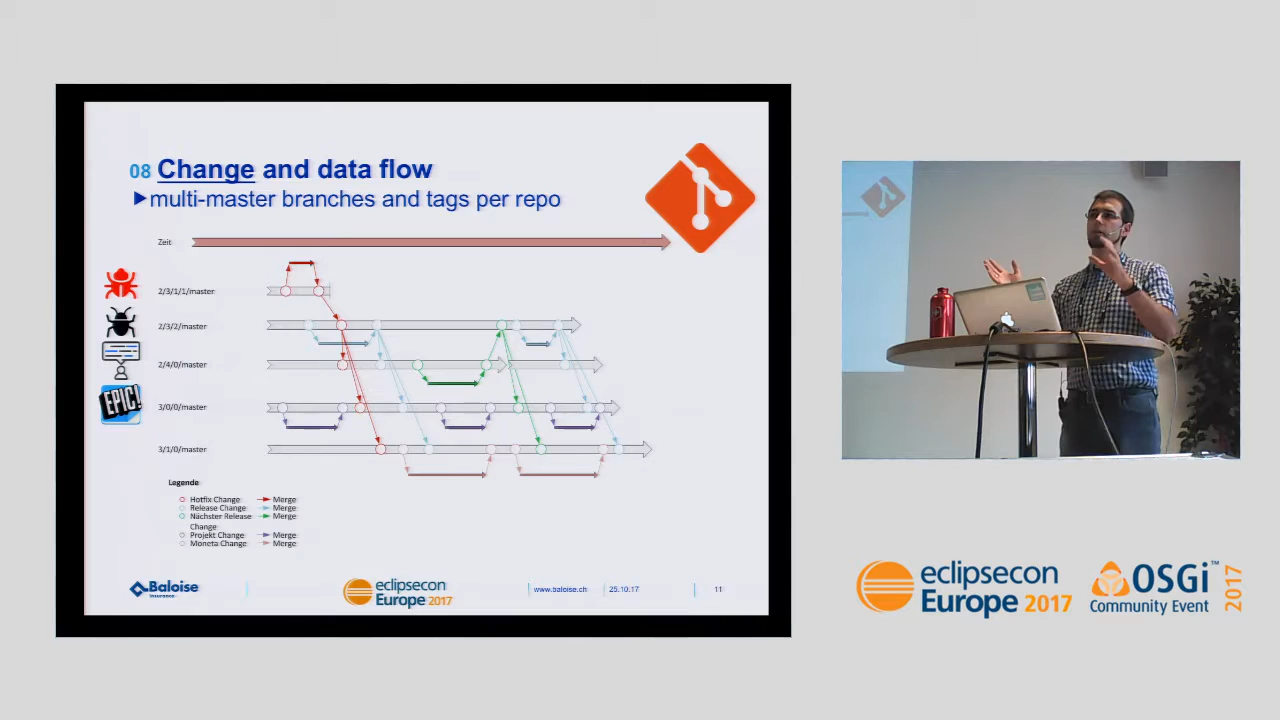 08 Change and data flow
►multi-master branches and tags per repo
Zeit
2/3/1/1/master
2/3/2/master
2/4/0/master
EPIC!
3/0/0/master
3/1/0/master
Legende
Hotfix Change Merge
Release Change Merge
Nächster Release Change Merge
Projekt Change Merge
Moneta Change Merge
Baloise
Insurance
eclipsecon
Europe 2017
www.baloise.ch
25.10.17
11
eclipsecon
Europe 2017
OSGi™
Community Event
2017